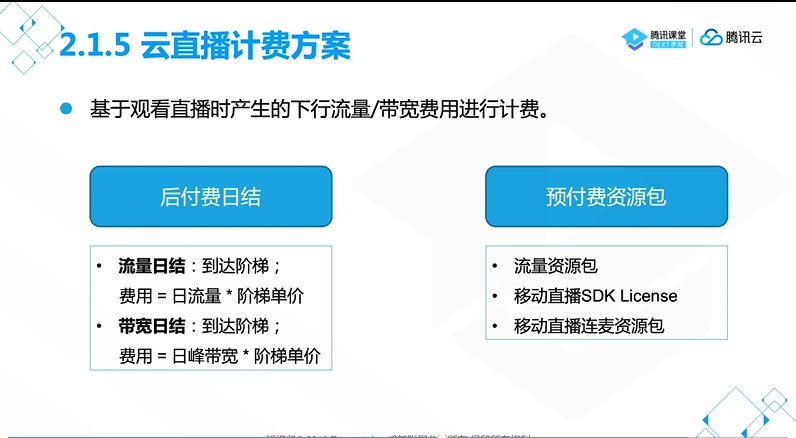 2.1.5 云直播计费方案
腾讯课堂
NEXT学院
腾讯云
基于观看直播时产生的下行流量/带宽费用进行计费。
后付费日结
• 流量日结：到达阶梯；
费用 = 日流量 * 阶梯单价
• 带宽日结：到达阶梯；
费用 = 日峰带宽 * 阶梯单价
预付费资源包
• 流量资源包
• 移动直播SDK License
• 移动直播连麦资源包